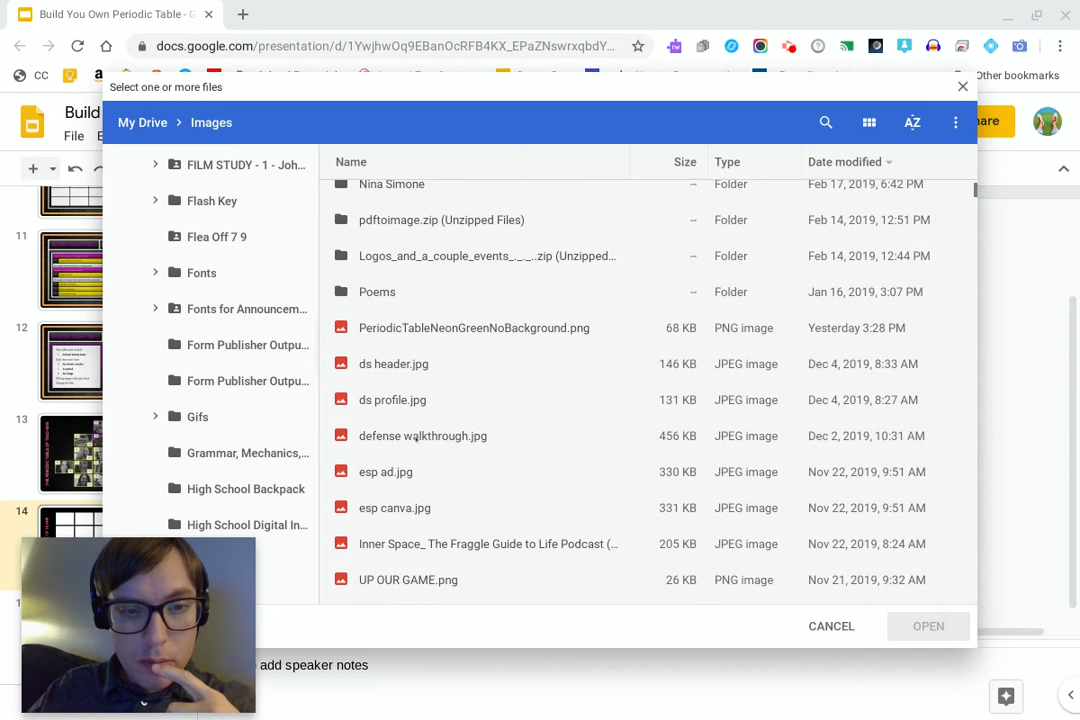 Build You Own Periodic Table - G
docs.google.com/presentation/d/1YwjhwOq9EBanOcRFB4KX_EPaZNswrxqbdY...
CC
Other bookmarks
Select one or more files
Build
File
My Drive > Images
AZ
FILM STUDY - 1 - Joh...
Flash Key
Flea Off 7 9
Fonts
Fonts for Announcem...
Form Publisher Outpu...
Form Publisher Outpu...
Gifs
Grammar, Mechanics,...
High School Backpack
High School Digital In...
Name Size Type Date modified
Nina Simone -- Folder Feb 17, 2019, 6:42 PM
pdftoimage.zip (Unzipped Files) -- Folder Feb 14, 2019, 12:51 PM
Logos_and_a_couple_events_._._..zip (Unzipped... -- Folder Feb 14, 2019, 12:44 PM
Poems -- Folder Jan 16, 2019, 3:07 PM
PeriodicTableNeonGreenNoBackground.png 68 KB PNG image Yesterday 3:28 PM
ds header.jpg 146 KB JPEG image Dec 4, 2019, 8:33 AM
ds profile.jpg 131 KB JPEG image Dec 4, 2019, 8:27 AM
defense walkthrough.jpg 456 KB JPEG image Dec 2, 2019, 10:31 AM
esp ad.jpg 330 KB JPEG image Nov 22, 2019, 9:51 AM
esp canva.jpg 331 KB JPEG image Nov 22, 2019, 9:51 AM
Inner Space_ The Fraggle Guide to Life Podcast (... 205 KB JPEG image Nov 22, 2019, 8:24 AM
UP OUR GAME.png 26 KB PNG image Nov 21, 2019, 9:32 AM
CANCEL OPEN
11
12
13
14
add speaker notes